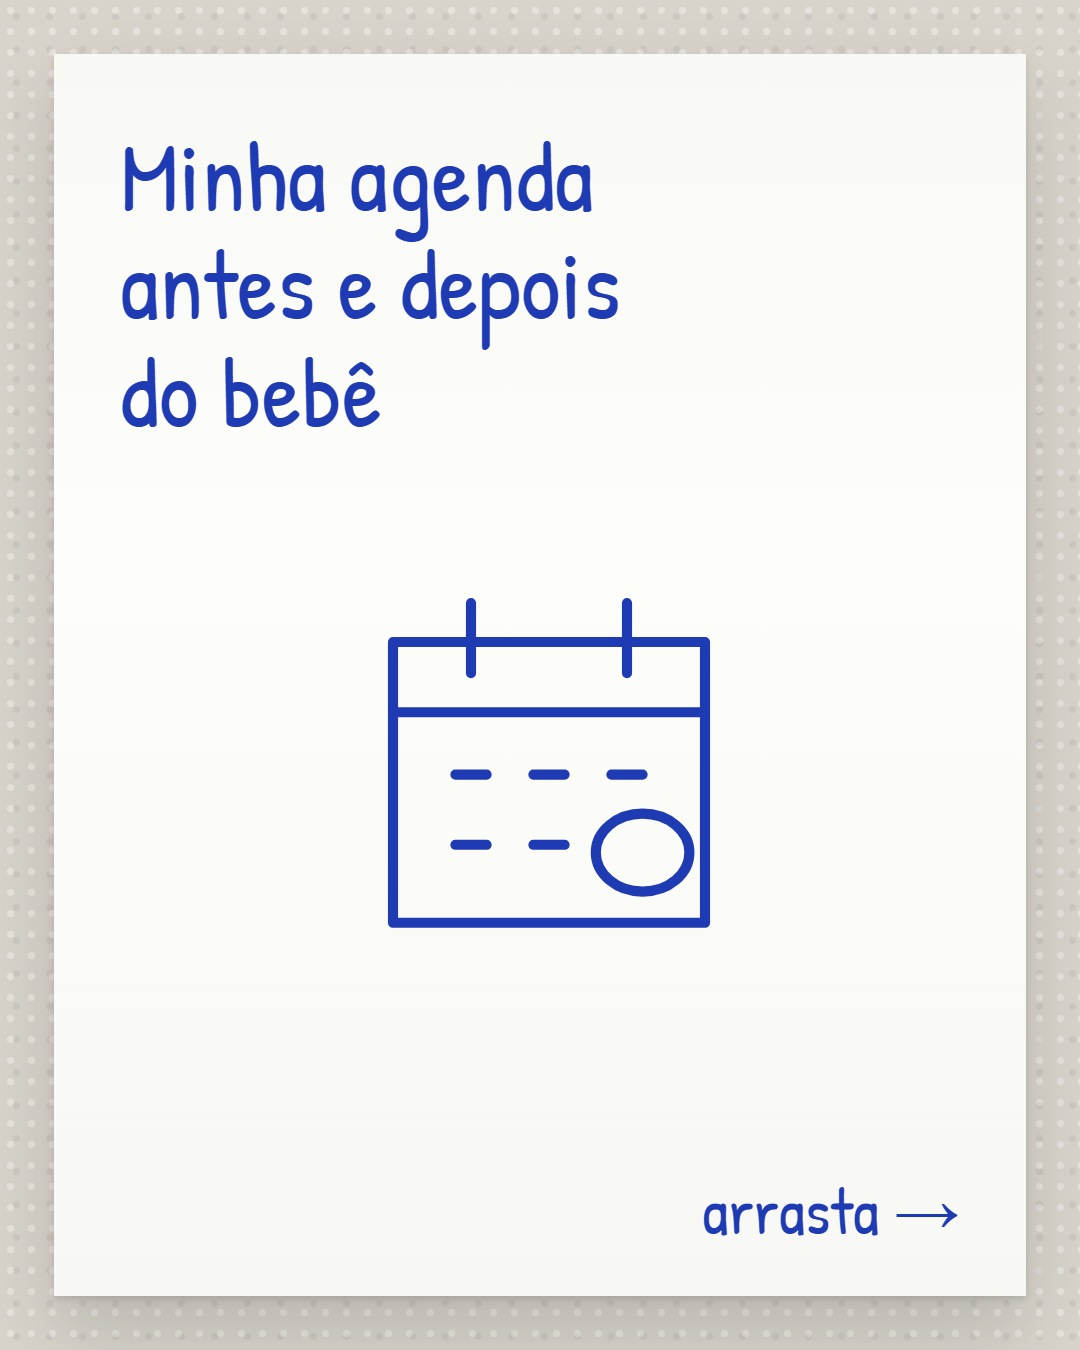 Minha agenda
antes e depois
do bebê
arrasta →